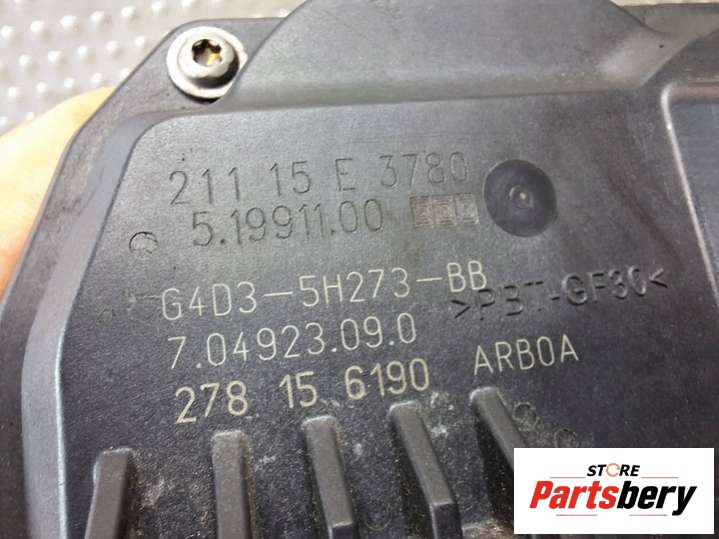 211 15 E 3780
5.19911.00
G4D3-5H273-BB
>PBT-GF30<
7.04923.09.0
278 15 6190 ARBOA
STORE
Partsbery